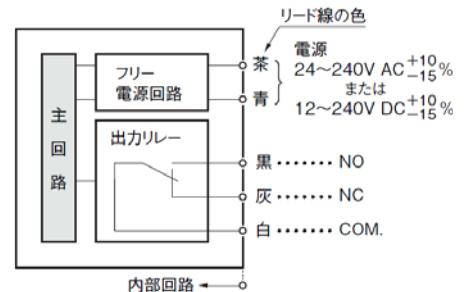 リード線の色
電源
24～240V AC +10 −15 %
または
12～240V DC +10 −15 %
茶
青
フリー
電源回路
主回路
出力リレー
黒 ······· NO
灰 ······· NC
白 ······· COM.
内部回路